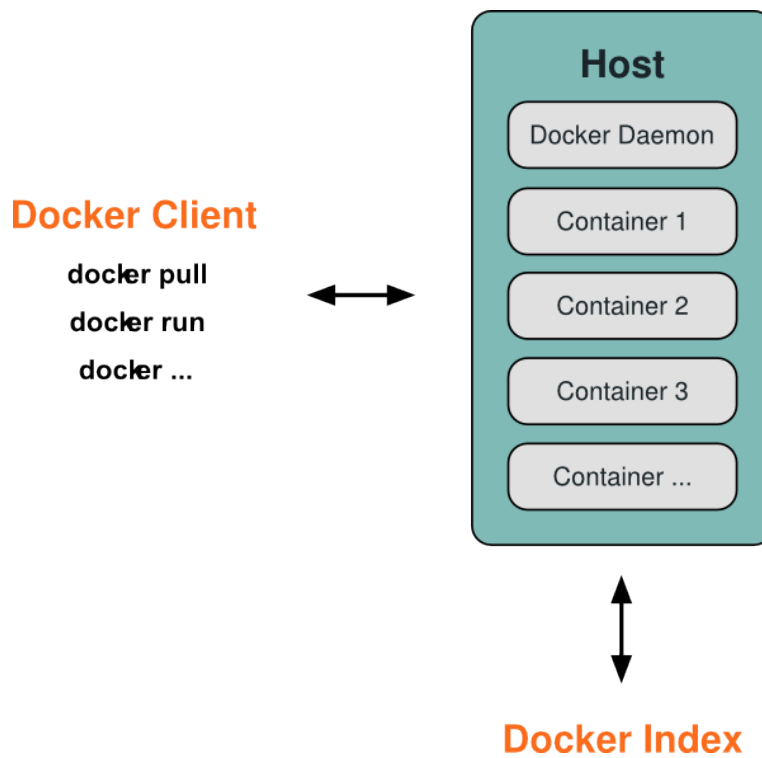 Host
Docker Daemon
Container 1
Container 2
Container 3
Container ...
Docker Client
docker pull
docker run
docker ...
Docker Index